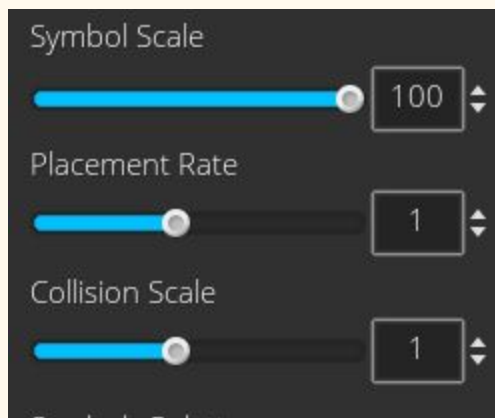 Symbol Scale
100
Placement Rate
1
Collision Scale
1